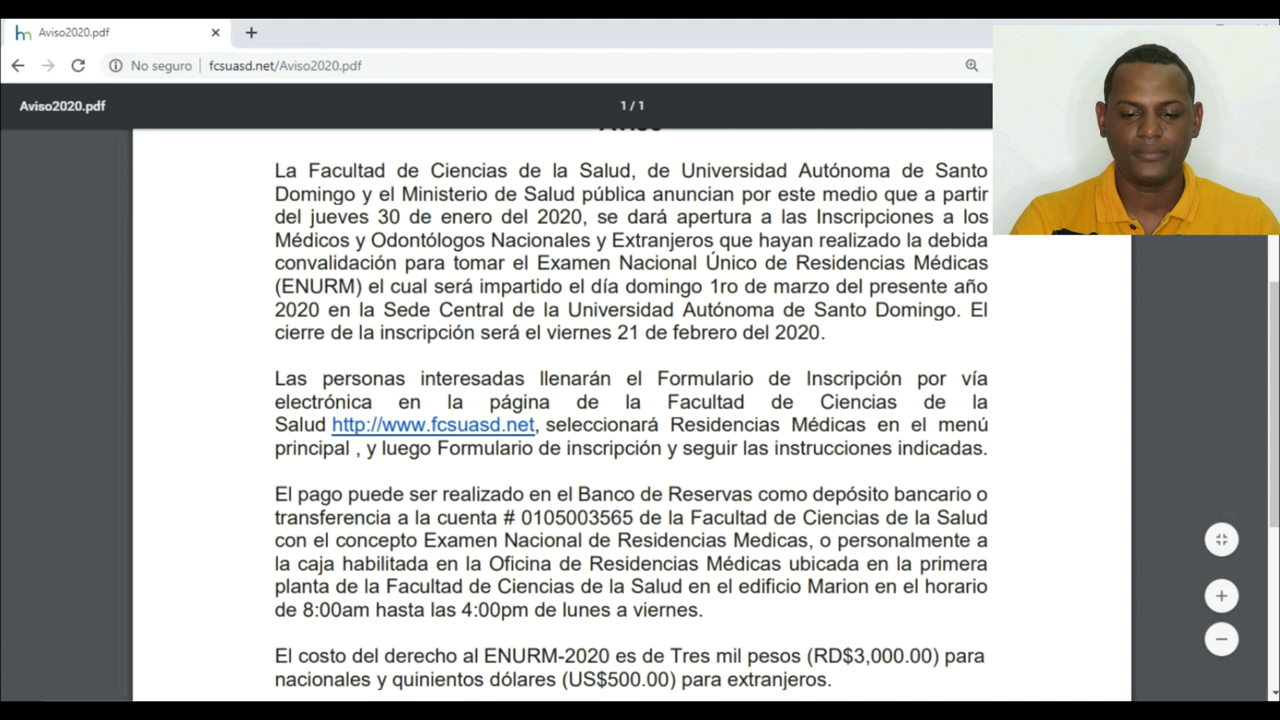 Aviso2020.pdf
No seguro fcsuasd.net/Aviso2020.pdf
Aviso2020.pdf
1 / 1
Aviso
La Facultad de Ciencias de la Salud, de Universidad Autónoma de Santo
Domingo y el Ministerio de Salud pública anuncian por este medio que a partir
del jueves 30 de enero del 2020, se dará apertura a las Inscripciones a los
Médicos y Odontólogos Nacionales y Extranjeros que hayan realizado la debida
convalidación para tomar el Examen Nacional Único de Residencias Médicas
(ENURM) el cual será impartido el día domingo 1ro de marzo del presente año
2020 en la Sede Central de la Universidad Autónoma de Santo Domingo. El
cierre de la inscripción será el viernes 21 de febrero del 2020.
Las personas interesadas llenarán el Formulario de Inscripción por vía
electrónica en la página de la Facultad de Ciencias de la
Salud http://www.fcsuasd.net, seleccionará Residencias Médicas en el menú
principal , y luego Formulario de inscripción y seguir las instrucciones indicadas.
El pago puede ser realizado en el Banco de Reservas como depósito bancario o
transferencia a la cuenta # 0105003565 de la Facultad de Ciencias de la Salud
con el concepto Examen Nacional de Residencias Medicas, o personalmente a
la caja habilitada en la Oficina de Residencias Médicas ubicada en la primera
planta de la Facultad de Ciencias de la Salud en el edificio Marion en el horario
de 8:00am hasta las 4:00pm de lunes a viernes.
El costo del derecho al ENURM-2020 es de Tres mil pesos (RD$3,000.00) para
nacionales y quinientos dólares (US$500.00) para extranjeros.